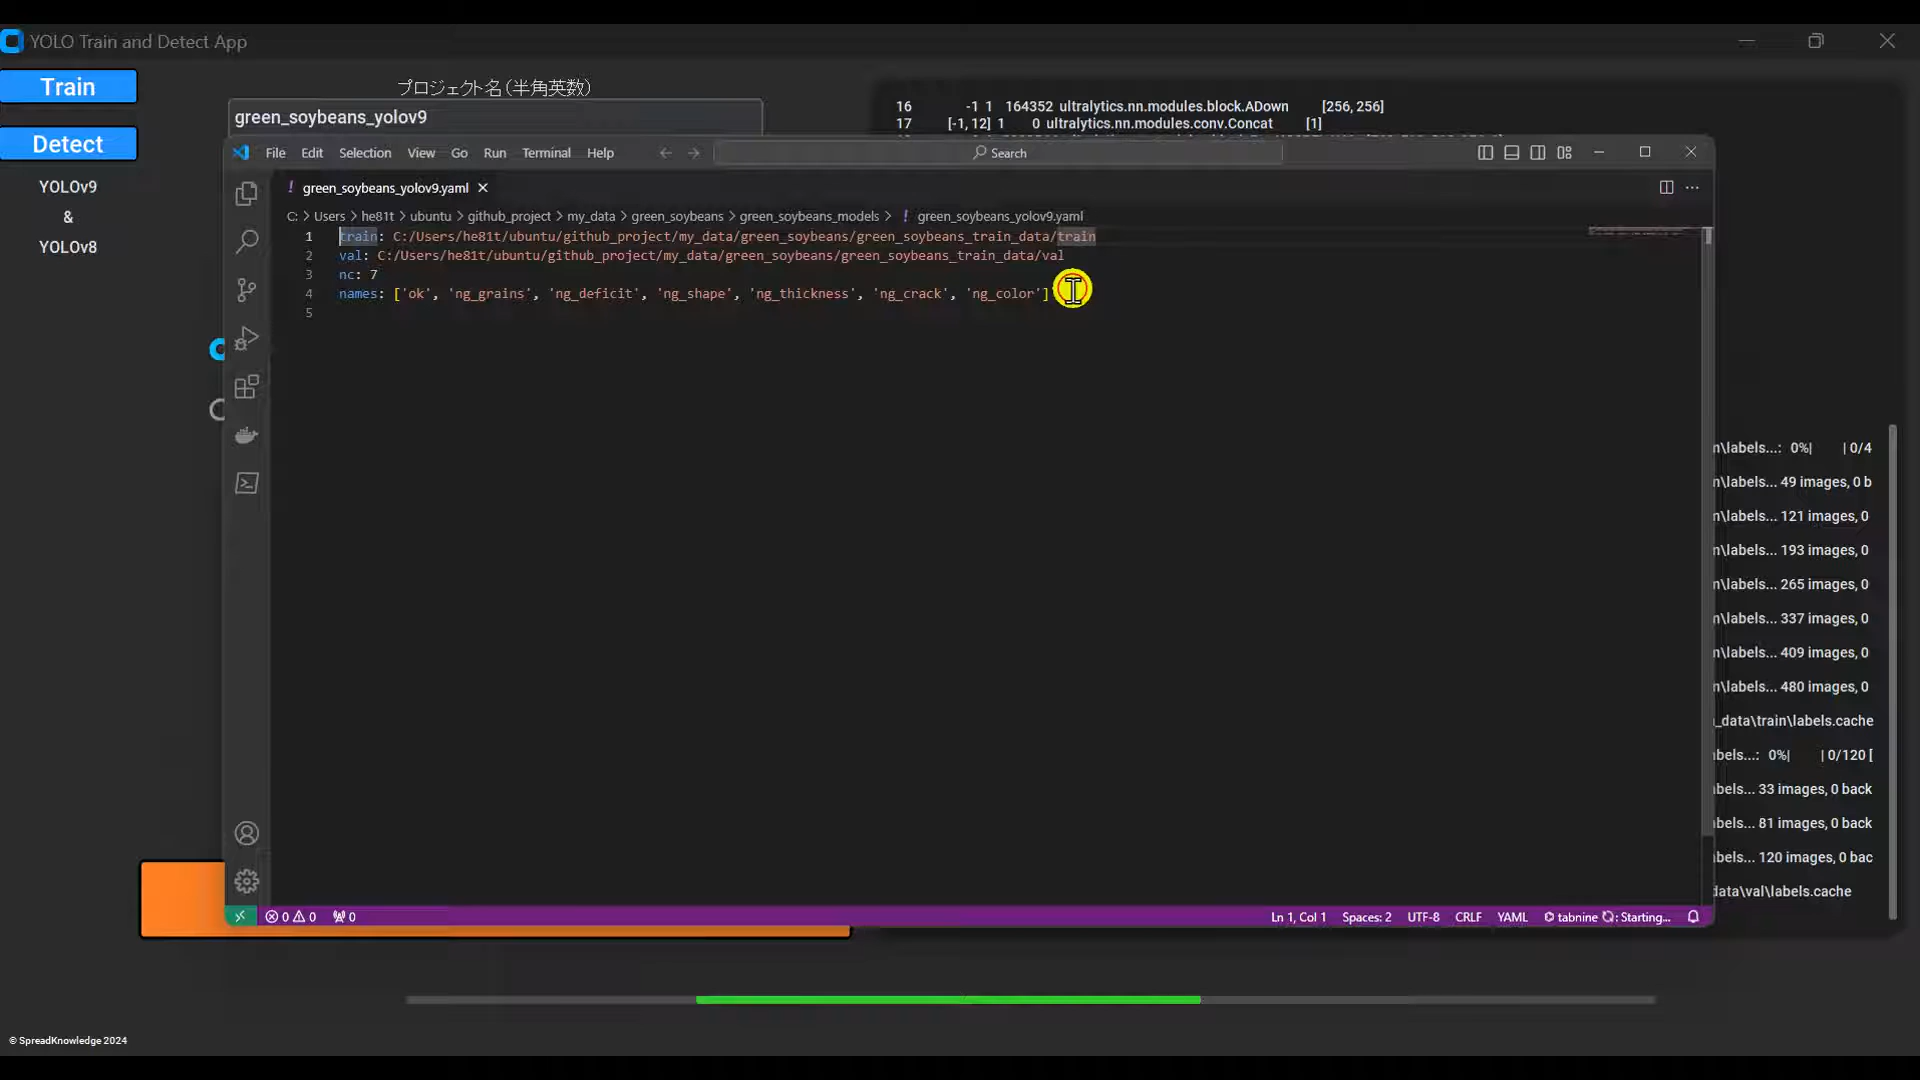 YOLO Train and Detect App
Train
Detect
YOLOv9
&
YOLOv8
プロジェクト名(半角英数)
green_soybeans_yolov9
16 -1 1 164352 ultralytics.nn.modules.block.ADown [256, 256]
17 [-1, 12] 1 0 ultralytics.nn.modules.conv.Concat [1]
File Edit Selection View Go Run Terminal Help
Search
green_soybeans_yolov9.yaml
C: > Users > he81t > ubuntu > github_project > my_data > green_soybeans > green_soybeans_models > ! green_soybeans_yolov9.yaml
1 train: C:/Users/he81t/ubuntu/github_project/my_data/green_soybeans/green_soybeans_train_data/train
2 val: C:/Users/he81t/ubuntu/github_project/my_data/green_soybeans/green_soybeans_train_data/val
3 nc: 7
4 names: ['ok', 'ng_grains', 'ng_deficit', 'ng_shape', 'ng_thickness', 'ng_crack', 'ng_color']
5
n\labels...: 0%| | 0/4
n\labels... 49 images, 0 b
n\labels... 121 images, 0
n\labels... 193 images, 0
n\labels... 265 images, 0
n\labels... 337 images, 0
n\labels... 409 images, 0
n\labels... 480 images, 0
_data\train\labels.cache
bels...: 0%| | 0/120 [
bels... 33 images, 0 back
bels... 81 images, 0 back
bels... 120 images, 0 bac
data\val\labels.cache
0 0 0 Ln 1, Col 1 Spaces: 2 UTF-8 CRLF YAML tabnine : Starting...
© SpreadKnowledge 2024